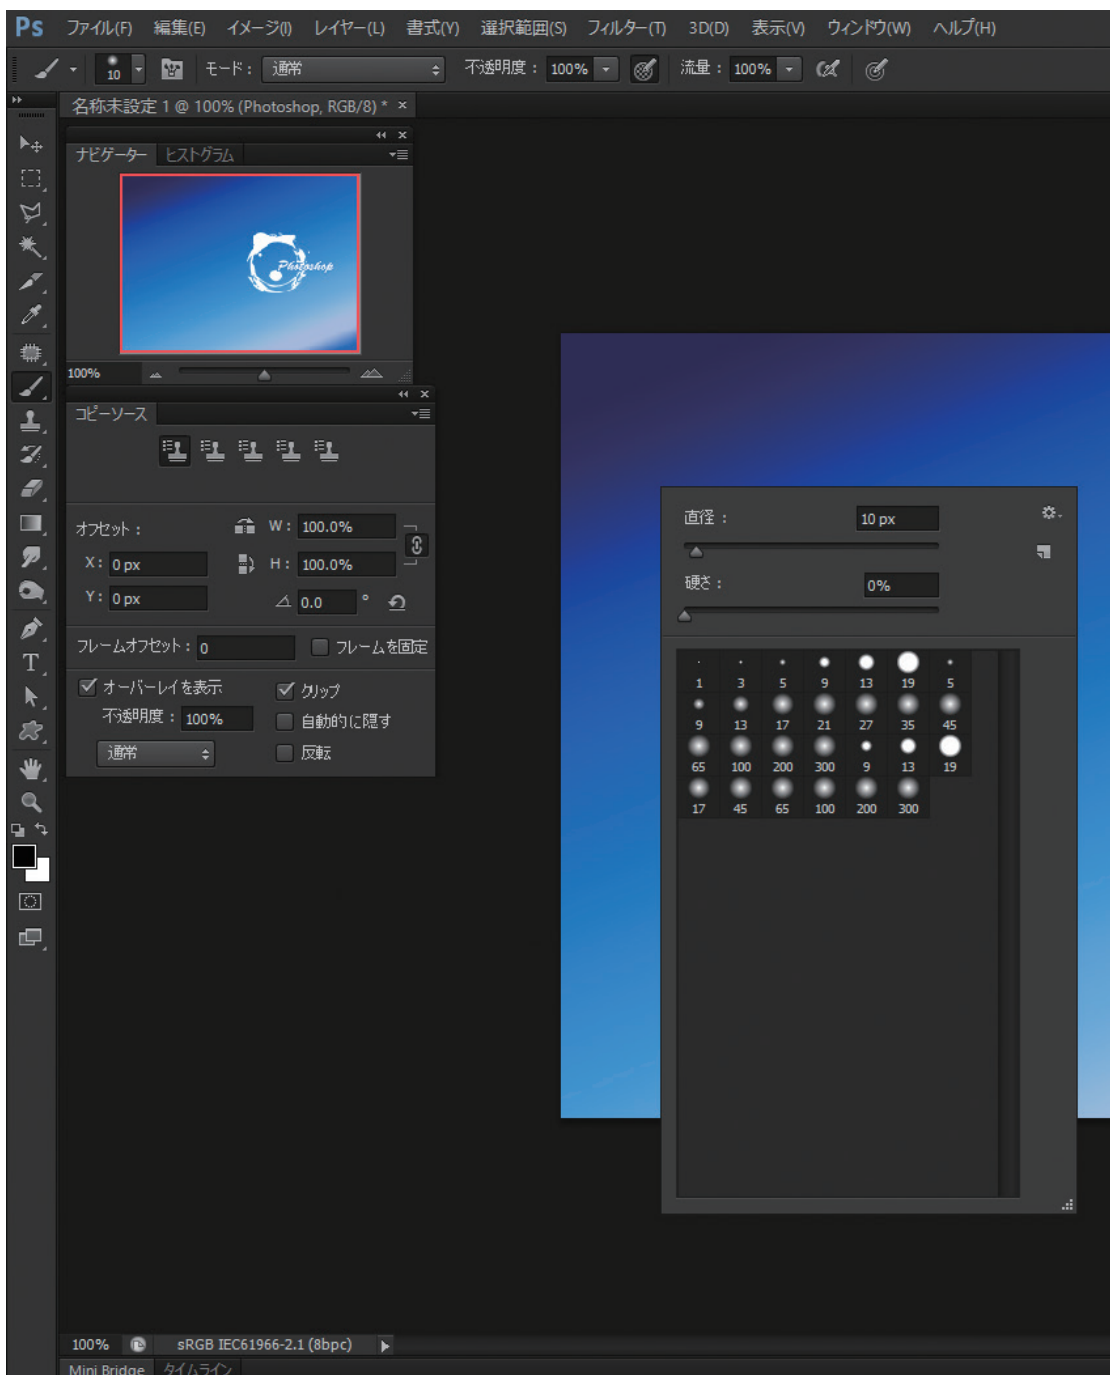 Ps ファイル(F) 編集(E) イメージ(I) レイヤー(L) 書式(Y) 選択範囲(S) フィルター(T) 3D(D) 表示(V) ウィンドウ(W) ヘルプ(H)
10 モード： 通常 不透明度： 100% 流量： 100%
名称未設定 1 @ 100% (Photoshop, RGB/8) * ×
ナビゲーター ヒストグラム
Photoshop
100%
コピーソース
オフセット： W: 100.0%
X: 0 px H: 100.0%
Y: 0 px 0.0 °
フレームオフセット： 0 フレームを固定
オーバーレイを表示 クリップ
不透明度： 100% 自動的に隠す
通常 反転
直径： 10 px
硬さ： 0%
1 3 5 9 13 19 5
9 13 17 21 27 35 45
65 100 200 300 9 13 19
17 45 65 100 200 300
T
100% sRGB IEC61966-2.1 (8bpc)
Mini Bridge タイムライン